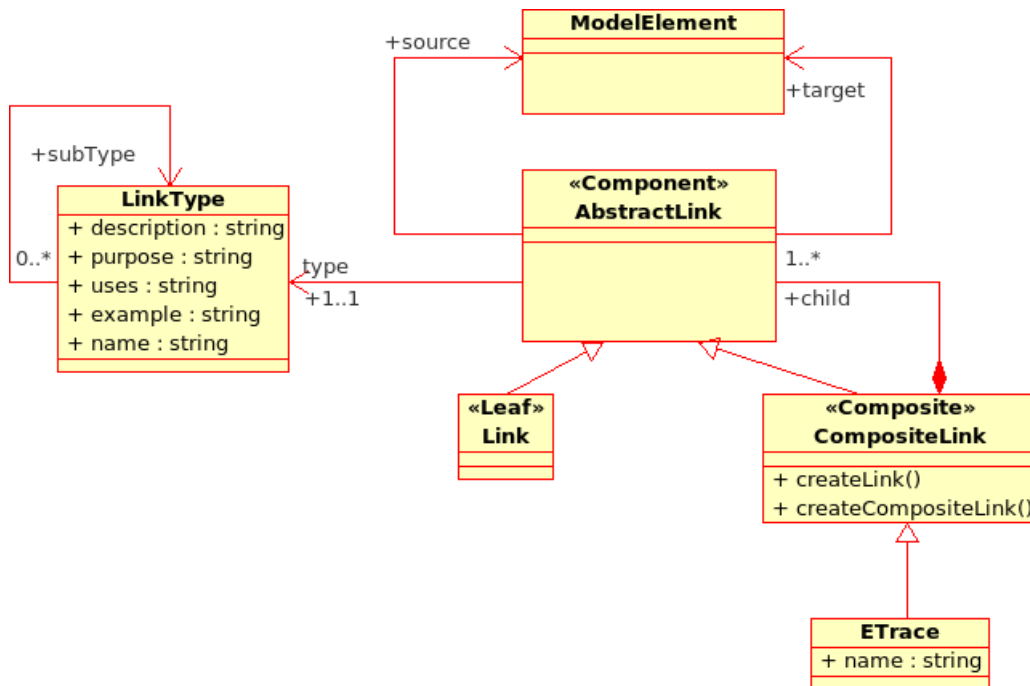 ModelElement
+source
+target
+subType
LinkType
+ description : string
+ purpose : string
+ uses : string
+ example : string
+ name : string
0..*
type
+1..1
«Component»
AbstractLink
1..*
+child
«Leaf»
Link
«Composite»
CompositeLink
+ createLink()
+ createCompositeLink()
ETrace
+ name : string